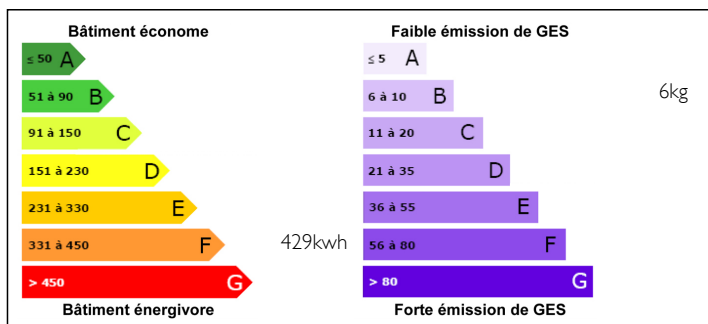 Bâtiment économe
≤ 50 A
51 à 90 B
91 à 150 C
151 à 230 D
231 à 330 E
331 à 450 F
429kwh
> 450 G
Bâtiment énergivore
Faible émission de GES
≤ 5 A
6 à 10 B
6kg
11 à 20 C
21 à 35 D
36 à 55 E
56 à 80 F
> 80 G
Forte émission de GES